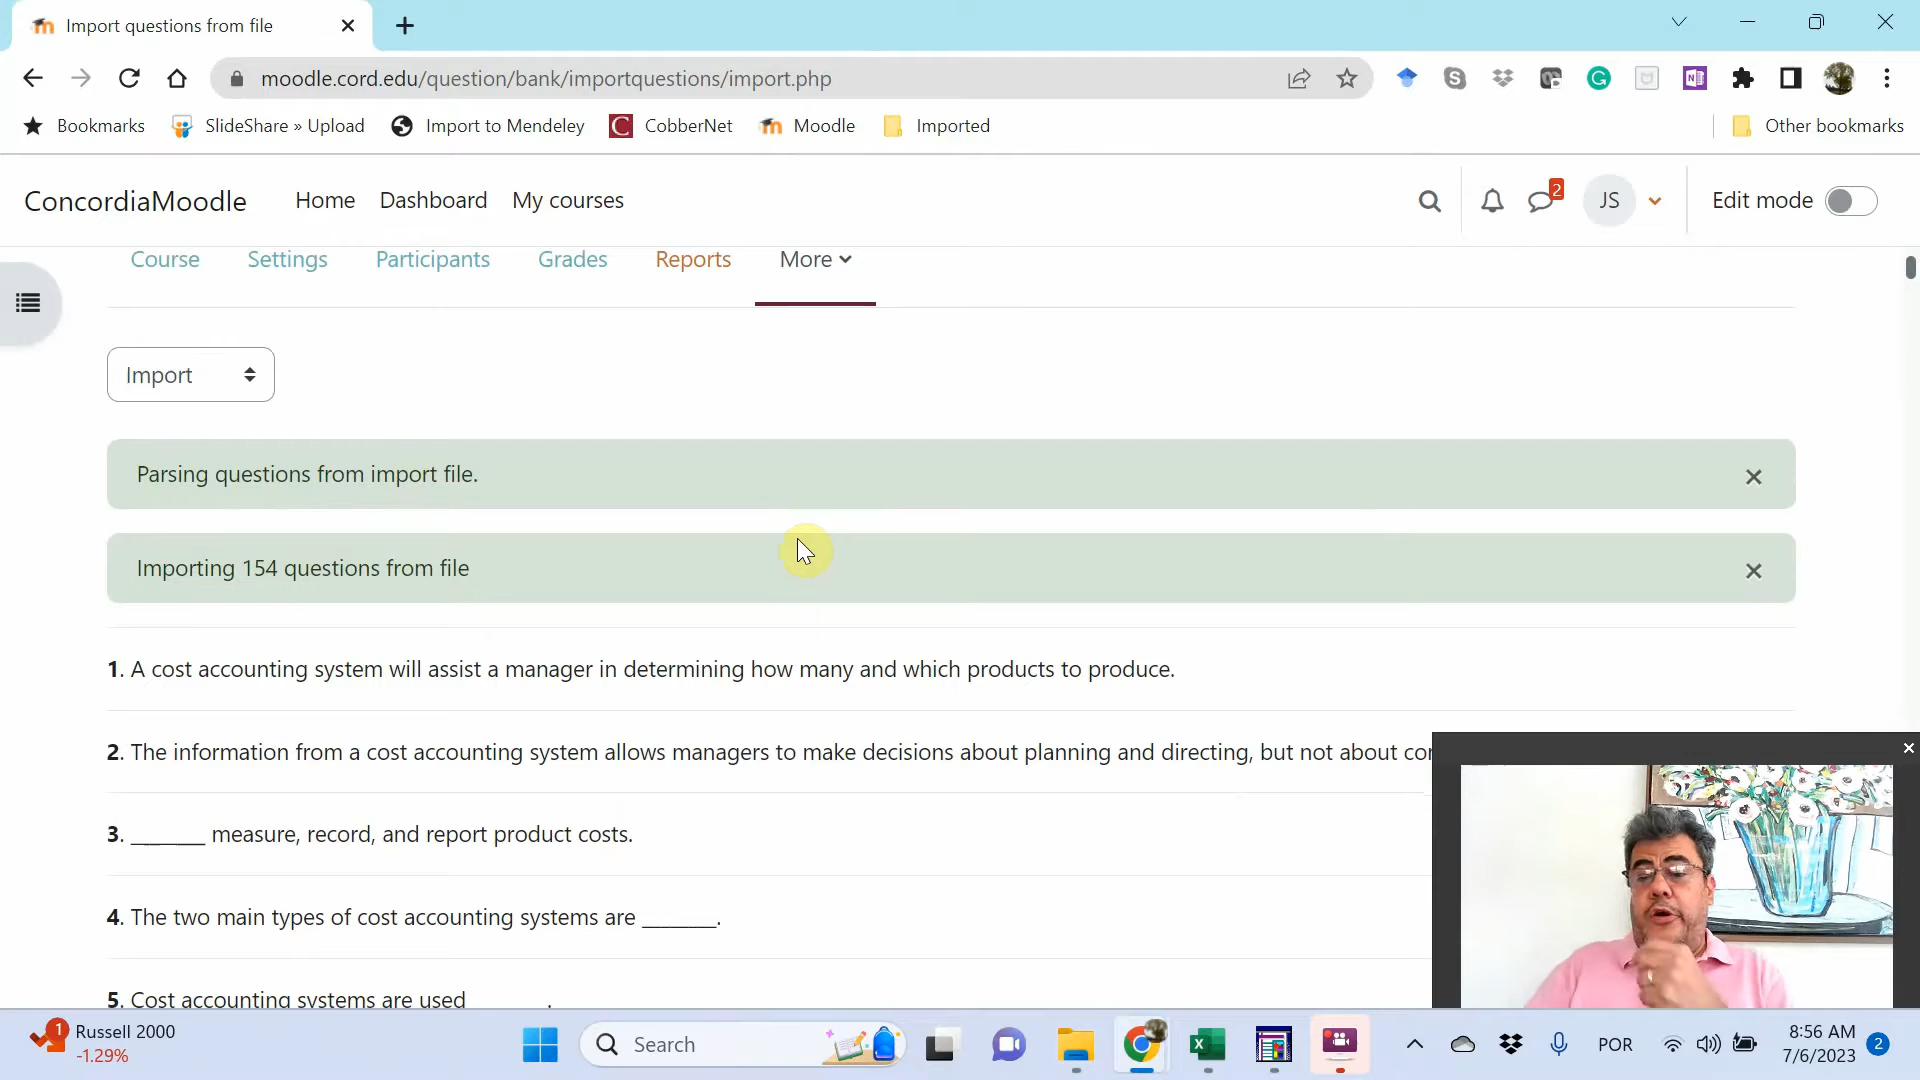 Import questions from file
moodle.cord.edu/question/bank/importquestions/import.php
Bookmarks
SlideShare » Upload
Import to Mendeley
CobberNet
Moodle
Imported
Other bookmarks
ConcordiaMoodle
Home
Dashboard
My courses
2
JS
Edit mode
Course
Settings
Participants
Grades
Reports
More
Import
Parsing questions from import file.
Importing 154 questions from file
1. A cost accounting system will assist a manager in determining how many and which products to produce.
2. The information from a cost accounting system allows managers to make decisions about planning and directing, but not about
3. ______ measure, record, and report product costs.
4. The two main types of cost accounting systems are ______.
5. Cost accounting systems are used ______.
1
Russell 2000
-1.29%
Search
POR
8:56 AM
7/6/2023
2